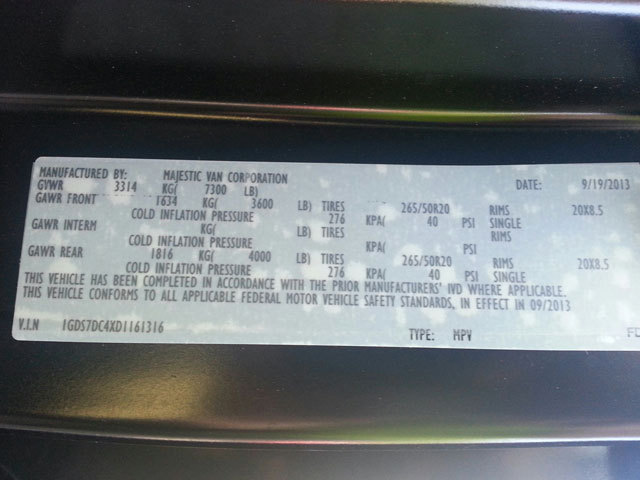 MANUFACTURED BY: MAJESTIC VAN CORPORATION DATE: 9/19/2013
GVWR 3314 KG( 7300 LB)
GAWR FRONT 1634 KG( 3600 LB) TIRES 265/50R20 RIMS 20X8.5
COLD INFLATION PRESSURE 276 KPA( 40 PSI SINGLE
GAWR INTERM KG( LB) TIRES RIMS
COLD INFLATION PRESSURE KPA( PSI
GAWR REAR 1816 KG( 4000 LB) TIRES 265/50R20 RIMS 20X8.5
COLD INFLATION PRESSURE 276 KPA( 40 PSI SINGLE
THIS VEHICLE HAS BEEN COMPLETED IN ACCORDANCE WITH THE PRIOR MANUFACTURERS' IVD WHERE APPLICABLE.
THIS VEHICLE CONFORMS TO ALL APPLICABLE FEDERAL MOTOR VEHICLE SAFETY STANDARDS, IN EFFECT IN 09/2013
V.I.N 1GDS7DC4XD1161316 TYPE: MPV